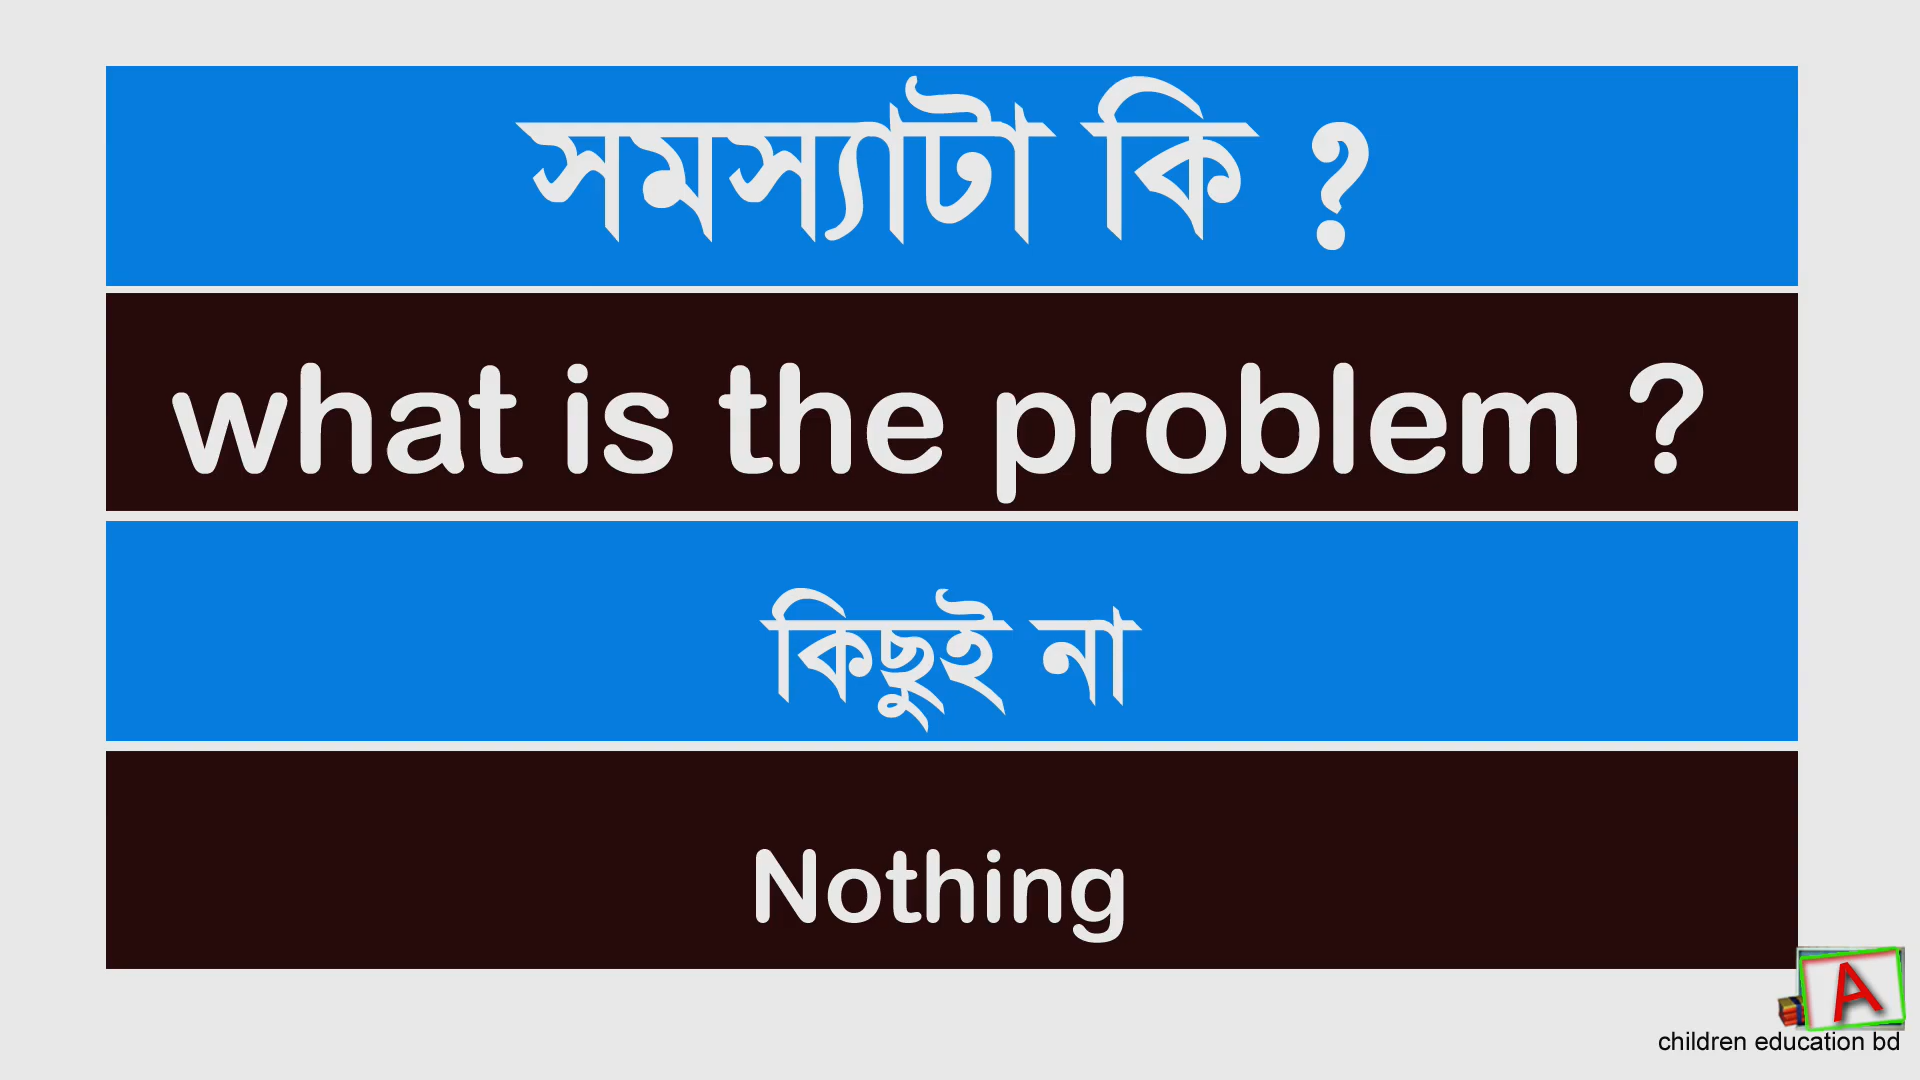 সমস্যাটা কি ?
what is the problem ?
কিছুই না
Nothing
A
children education bd